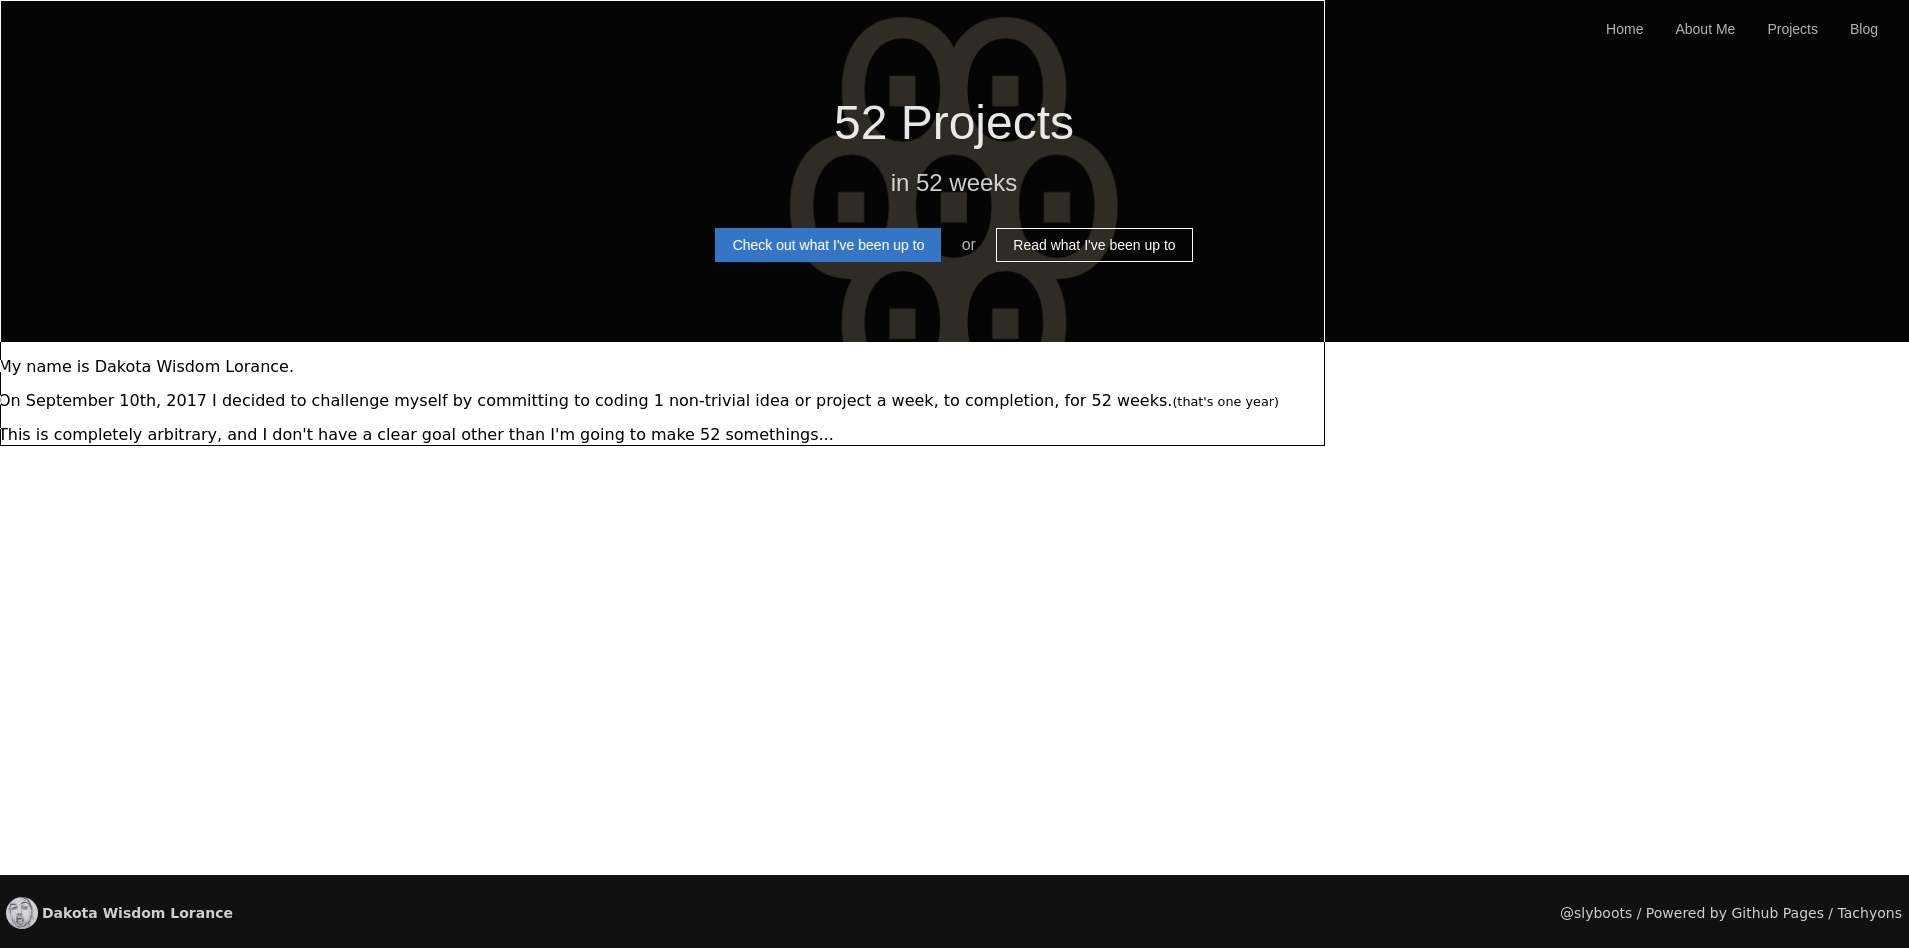 Home About Me Projects Blog
52 Projects
in 52 weeks
Check out what I've been up to or Read what I've been up to
My name is Dakota Wisdom Lorance.
On September 10th, 2017 I decided to challenge myself by committing to coding 1 non-trivial idea or project a week, to completion, for 52 weeks.(that's one year)
This is completely arbitrary, and I don't have a clear goal other than I'm going to make 52 somethings...
Dakota Wisdom Lorance @slyboots / Powered by Github Pages / Tachyons